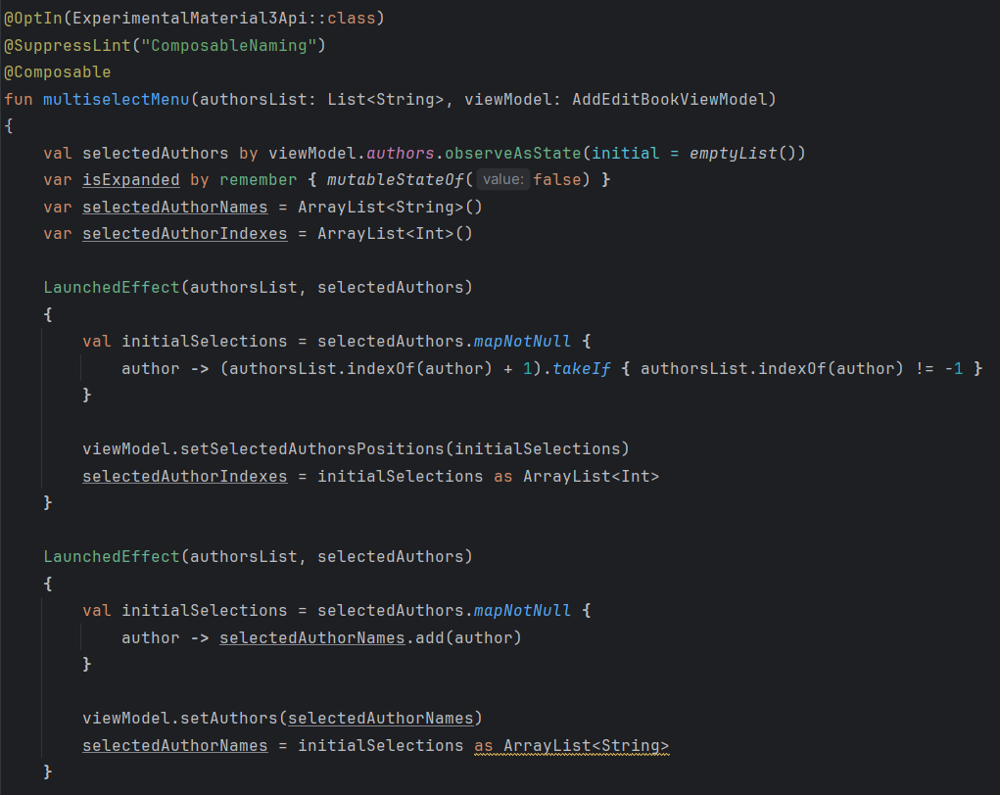 @OptIn(ExperimentalMaterial3Api::class)
@SuppressLint("ComposableNaming")
@Composable
fun multiselectMenu(authorsList: List<String>, viewModel: AddEditBookViewModel)
{
    val selectedAuthors by viewModel.authors.observeAsState(initial = emptyList())
    var isExpanded by remember { mutableStateOf( value: false) }
    var selectedAuthorNames = ArrayList<String>()
    var selectedAuthorIndexes = ArrayList<Int>()

    LaunchedEffect(authorsList, selectedAuthors)
    {
        val initialSelections = selectedAuthors.mapNotNull {
            author -> (authorsList.indexOf(author) + 1).takeIf { authorsList.indexOf(author) != -1 }
        }

        viewModel.setSelectedAuthorsPositions(initialSelections)
        selectedAuthorIndexes = initialSelections as ArrayList<Int>
    }

    LaunchedEffect(authorsList, selectedAuthors)
    {
        val initialSelections = selectedAuthors.mapNotNull {
            author -> selectedAuthorNames.add(author)
        }

        viewModel.setAuthors(selectedAuthorNames)
        selectedAuthorNames = initialSelections as ArrayList<String>
    }